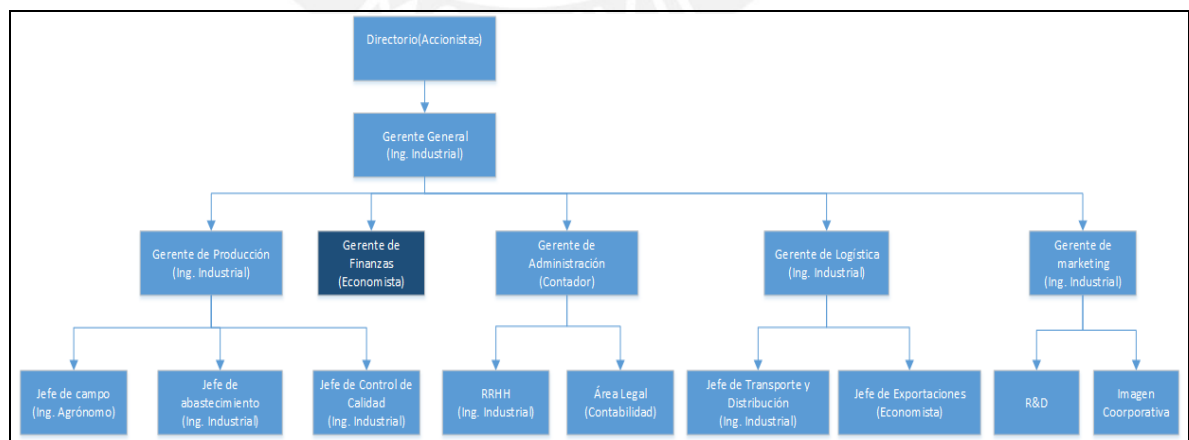 Directorio(Accionistas)
Gerente General
(Ing. Industrial)
Gerente de Producción
(Ing. Industrial)
Gerente de
Finanzas
(Economista)
Gerente de
Administración
(Contador)
Gerente de Logística
(Ing. Industrial)
Gerente de
marketing
(Ing. Industrial)
Jefe de campo
(Ing. Agrónomo)
Jefe de
abastecimiento
(Ing. Industrial)
Jefe de Control de
Calidad
(Ing. Industrial)
RRHH
(Ing. Industrial)
Área Legal
(Contabilidad)
Jefe de Transporte y
Distribución
(Ing. Industrial)
Jefe de Exportaciones
(Economista)
R&D
Imagen
Coorporativa